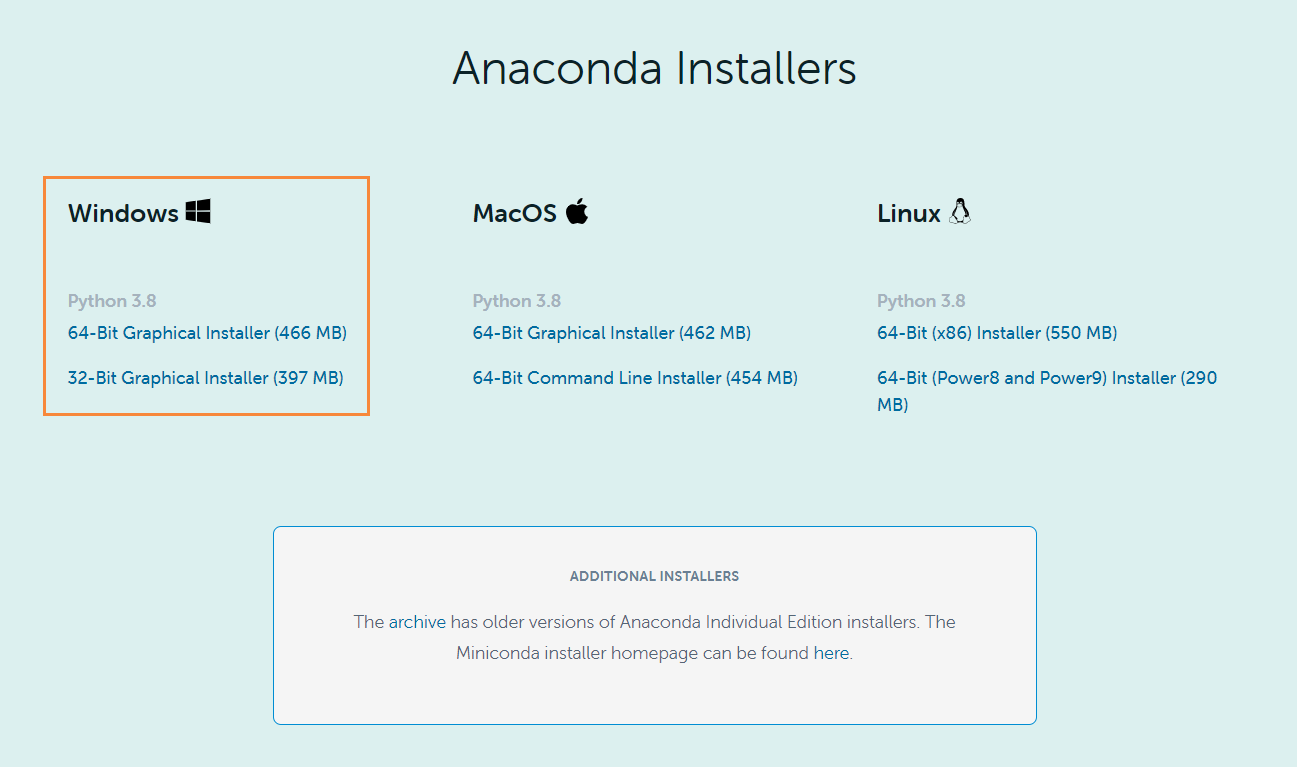 Anaconda Installers
Windows
Python 3.8
64-Bit Graphical Installer (466 MB)
32-Bit Graphical Installer (397 MB)
MacOS
Python 3.8
64-Bit Graphical Installer (462 MB)
64-Bit Command Line Installer (454 MB)
Linux
Python 3.8
64-Bit (x86) Installer (550 MB)
64-Bit (Power8 and Power9) Installer (290
MB)
ADDITIONAL INSTALLERS
The archive has older versions of Anaconda Individual Edition installers. The
Miniconda installer homepage can be found here.